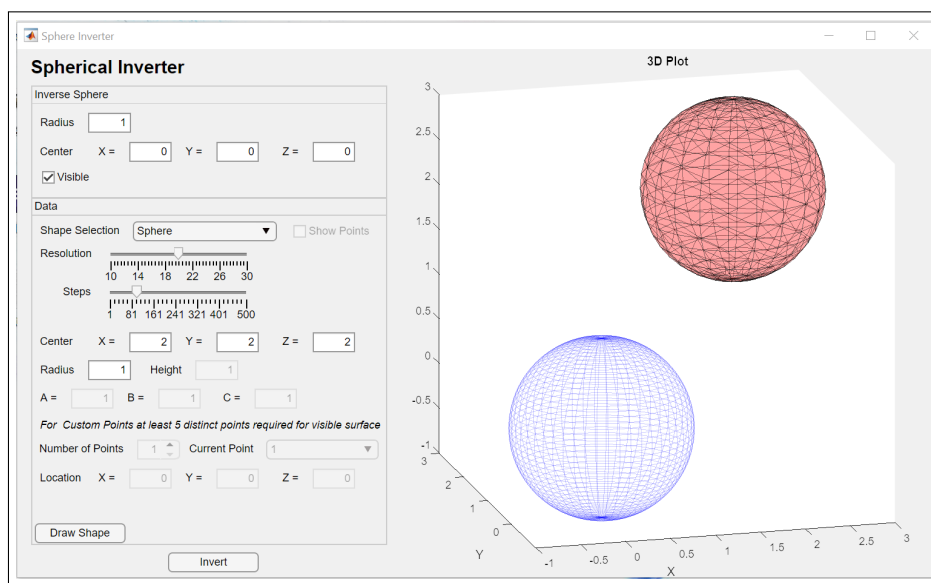 Sphere Inverter
Spherical Inverter
Inverse Sphere
Radius 1
Center X = 0 Y = 0 Z = 0
Visible
Data
Shape Selection Sphere Show Points
Resolution
10 14 18 22 26 30
Steps
1 81 161 241 321 401 500
Center X = 2 Y = 2 Z = 2
Radius 1 Height 1
A = 1 B = 1 C = 1
For Custom Points at least 5 distinct points required for visible surface
Number of Points 1 Current Point 1
Location X = 0 Y = 0 Z = 0
Draw Shape
Invert
3D Plot
3
2.5
2
1.5
1
0.5
0
-0.5
-1
3
2
1
0
-1
Y
-1 -0.5 0 0.5 1 1.5 2 2.5 3
X